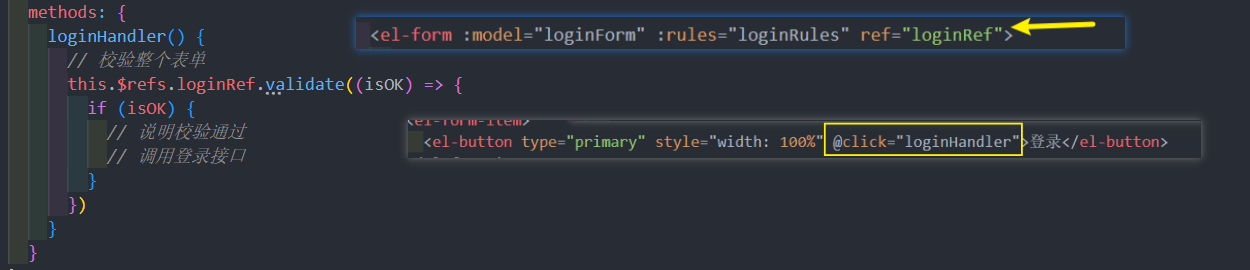 methods: {
loginHandler() {
// 校验整个表单
this.$refs.loginRef.validate((isOK) => {
if (isOK) {
// 说明校验通过
// 调用登录接口
}
})
}
}
<el-form :model="loginForm" :rules="loginRules" ref="loginRef">
<el-button type="primary" style="width: 100%" @click="loginHandler">登录</el-button>